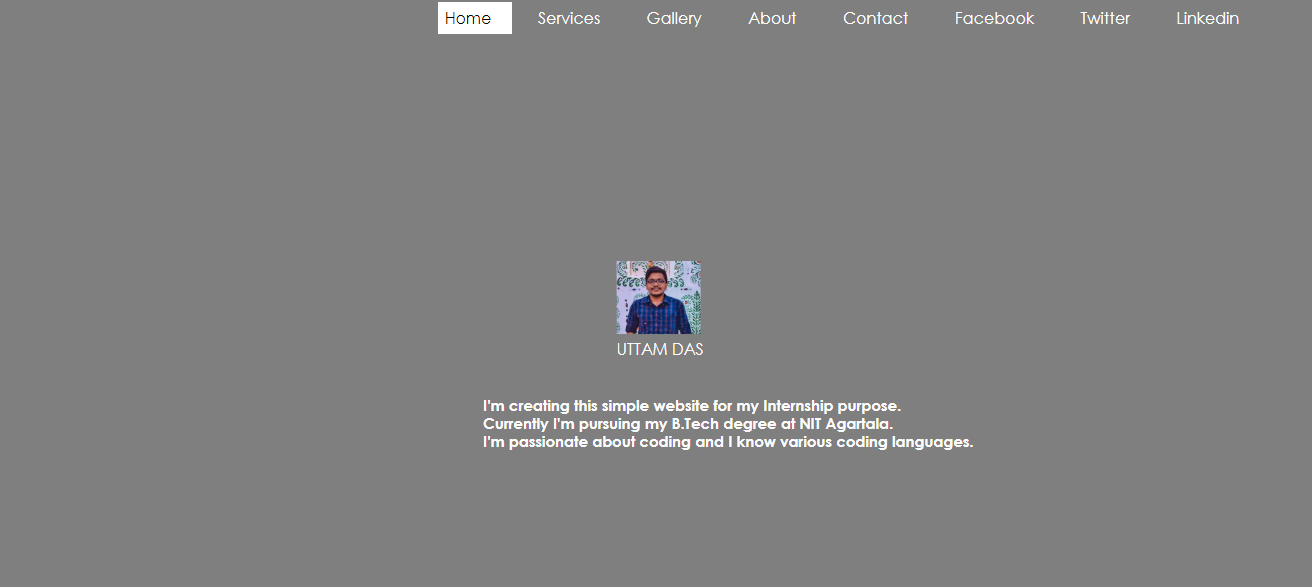 Home Services Gallery About Contact Facebook Twitter Linkedin
UTTAM DAS
I'm creating this simple website for my Internship purpose.
Currently I'm pursuing my B.Tech degree at NIT Agartala.
I'm passionate about coding and I know various coding languages.